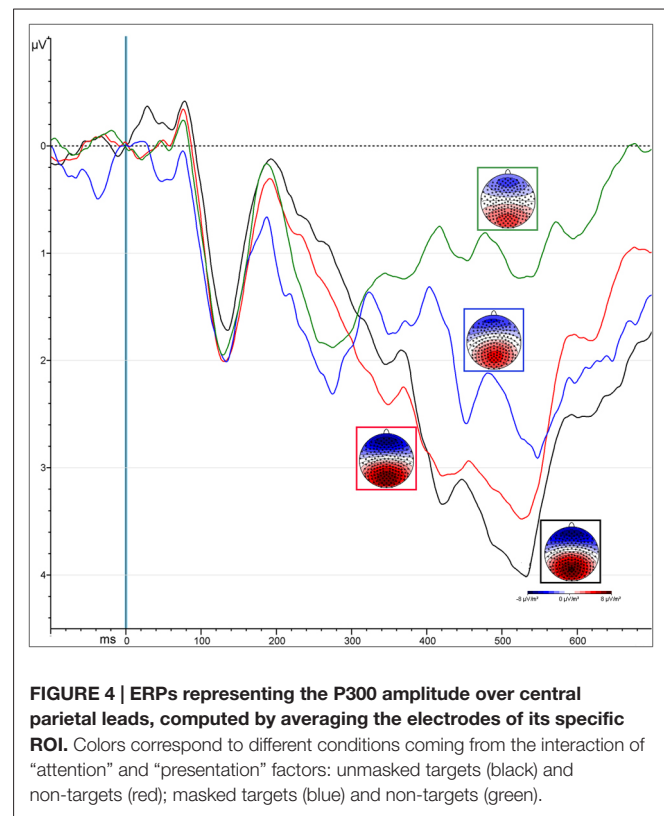 µV
0
1
2
3
4
-8 µV/m² 0 µV/m² 8 µV/m²
ms 0 100 200 300 400 500 600
FIGURE 4 | ERPs representing the P300 amplitude over central
parietal leads, computed by averaging the electrodes of its specific
ROI. Colors correspond to different conditions coming from the interaction of
“attention” and “presentation” factors: unmasked targets (black) and
non-targets (red); masked targets (blue) and non-targets (green).